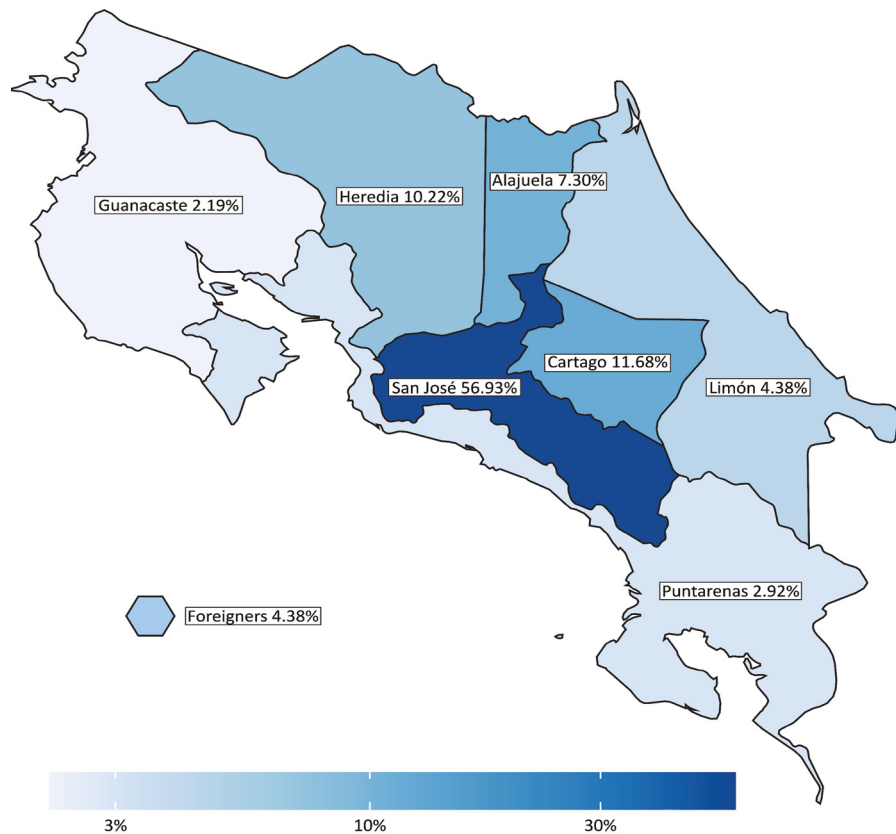 Alajuela 7.30%
Heredia 10.22%
Guanacaste 2.19%
Cartago 11.68%
San José 56.93%
Limón 4.38%
Puntarenas 2.92%
Foreigners 4.38%
3%
10%
30%